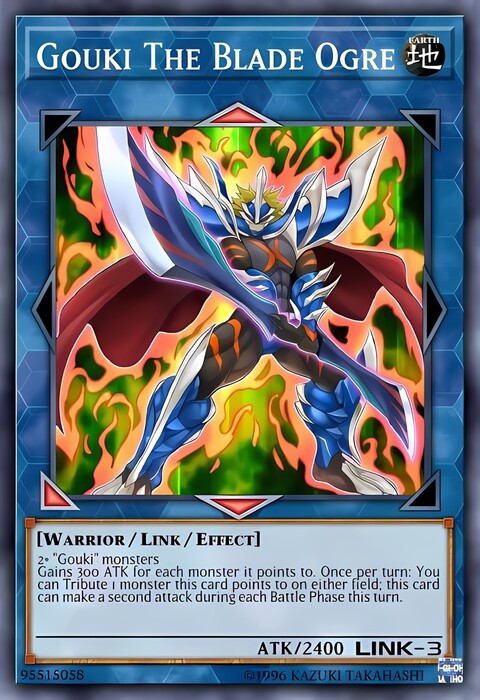 GOUKI THE BLADE OGRE
EARTH
地
[WARRIOR / LINK / EFFECT]
2+ "Gouki" monsters
Gains 300 ATK for each monster it points to. Once per turn: You
can Tribute 1 monster this card points to on either field; this card
can make a second attack during each Battle Phase this turn.
ATK/2400 LINK-3
95515058
©1996 KAZUKI TAKAHASHI